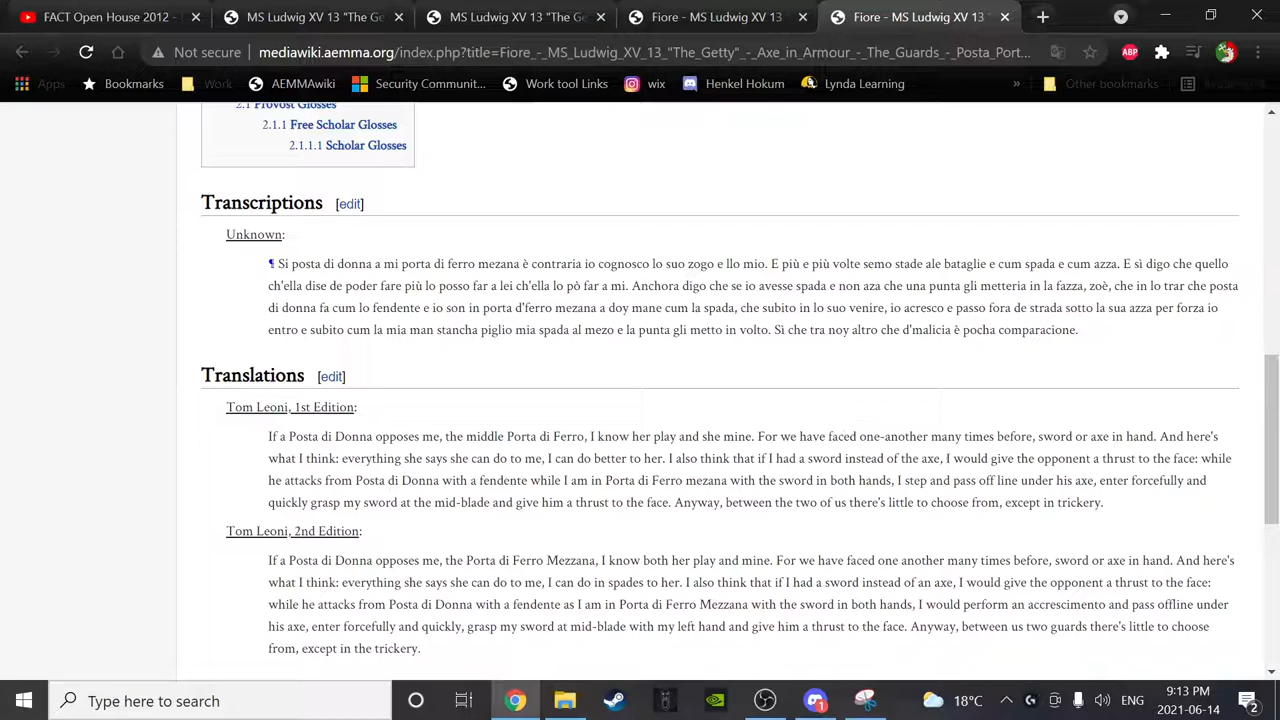 FACT Open House 2012 -
MS Ludwig XV 13 "The Ge
MS Ludwig XV 13 "The Ge
Fiore - MS Ludwig XV 13
Fiore - MS Ludwig XV 13 "
Not secure
mediawiki.aemma.org/index.php?title=Fiore_-_MS_Ludwig_XV_13_"The_Getty"_-_Axe_in_Armour_-_The_Guards_-_Posta_Port...
ABP
Apps
Bookmarks
Work
AEMMAwiki
Security Communit...
Work tool Links
wix
Henkel Hokum
Lynda Learning
»
Other bookmarks
2.1 Provost Glosses
2.1.1 Free Scholar Glosses
2.1.1.1 Scholar Glosses
Transcriptions [edit]
Unknown:
¶ Si posta di donna a mi porta di ferro mezana è contraria io cognosco lo suo zogo e llo mio. E più e più volte semo stade ale bataglie e cum spada e cum azza. E sì digo che quello
ch'ella dise de poder fare più lo posso far a lei ch'ella lo pò far a mi. Anchora digo che se io avesse spada e non aza che una punta gli metteria in la fazza, zoè, che in lo trar che posta
di donna fa cum lo fendente e io son in porta d'ferro mezana a doy mane cum la spada, che subito in lo suo venire, io acresco e passo fora de strada sotto la sua azza per forza io
entro e subito cum la mia man stancha piglio mia spada al mezo e la punta gli metto in volto. Sì che tra noy altro che d'malicia è pocha comparacione.
Translations [edit]
Tom Leoni, 1st Edition:
If a Posta di Donna opposes me, the middle Porta di Ferro, I know her play and she mine. For we have faced one-another many times before, sword or axe in hand. And here's
what I think: everything she says she can do to me, I can do better to her. I also think that if I had a sword instead of the axe, I would give the opponent a thrust to the face: while
he attacks from Posta di Donna with a fendente while I am in Porta di Ferro mezana with the sword in both hands, I step and pass off line under his axe, enter forcefully and
quickly grasp my sword at the mid-blade and give him a thrust to the face. Anyway, between the two of us there's little to choose from, except in trickery.
Tom Leoni, 2nd Edition:
If a Posta di Donna opposes me, the Porta di Ferro Mezzana, I know both her play and mine. For we have faced one another many times before, sword or axe in hand. And here's
what I think: everything she says she can do to me, I can do in spades to her. I also think that if I had a sword instead of an axe, I would give the opponent a thrust to the face:
while he attacks from Posta di Donna with a fendente as I am in Porta di Ferro Mezzana with the sword in both hands, I would perform an accrescimento and pass offline under
his axe, enter forcefully and quickly, grasp my sword at mid-blade with my left hand and give him a thrust to the face. Anyway, between us two guards there's little to choose
from, except in the trickery.
Type here to search
1
18°C
ENG
9:13 PM
2021-06-14
2